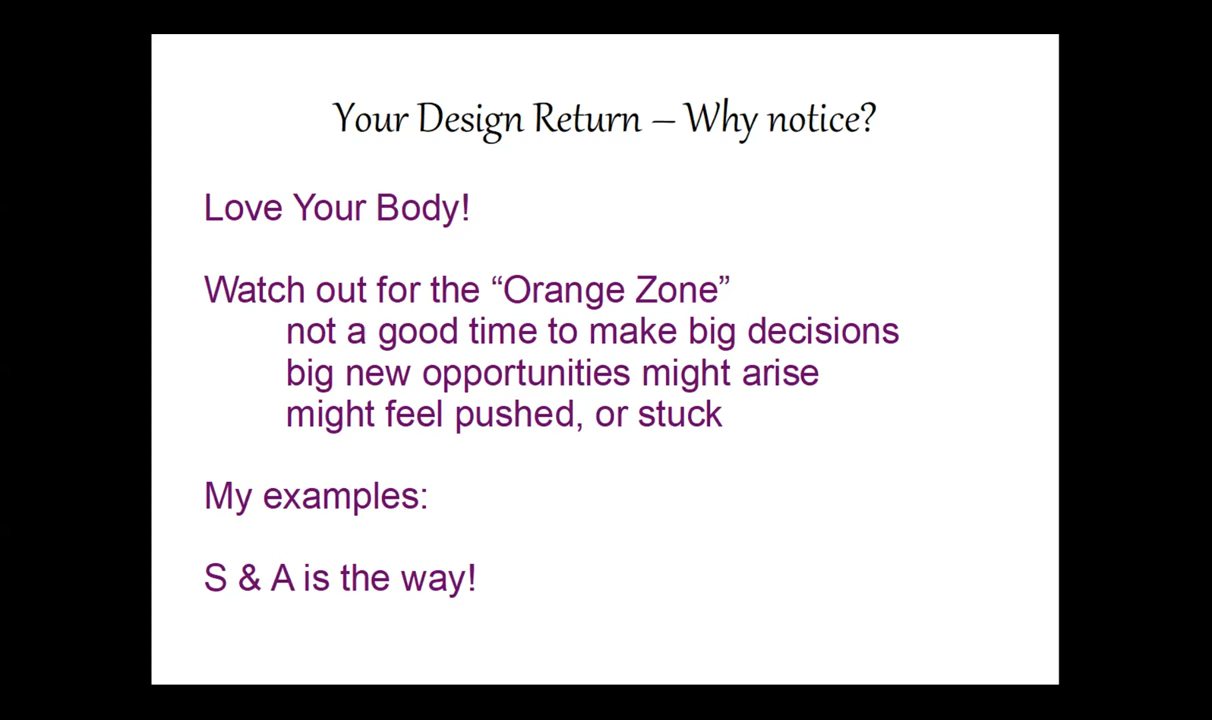 Your Design Return – Why notice?
Love Your Body!
Watch out for the “Orange Zone”
not a good time to make big decisions
big new opportunities might arise
might feel pushed, or stuck
My examples:
S & A is the way!